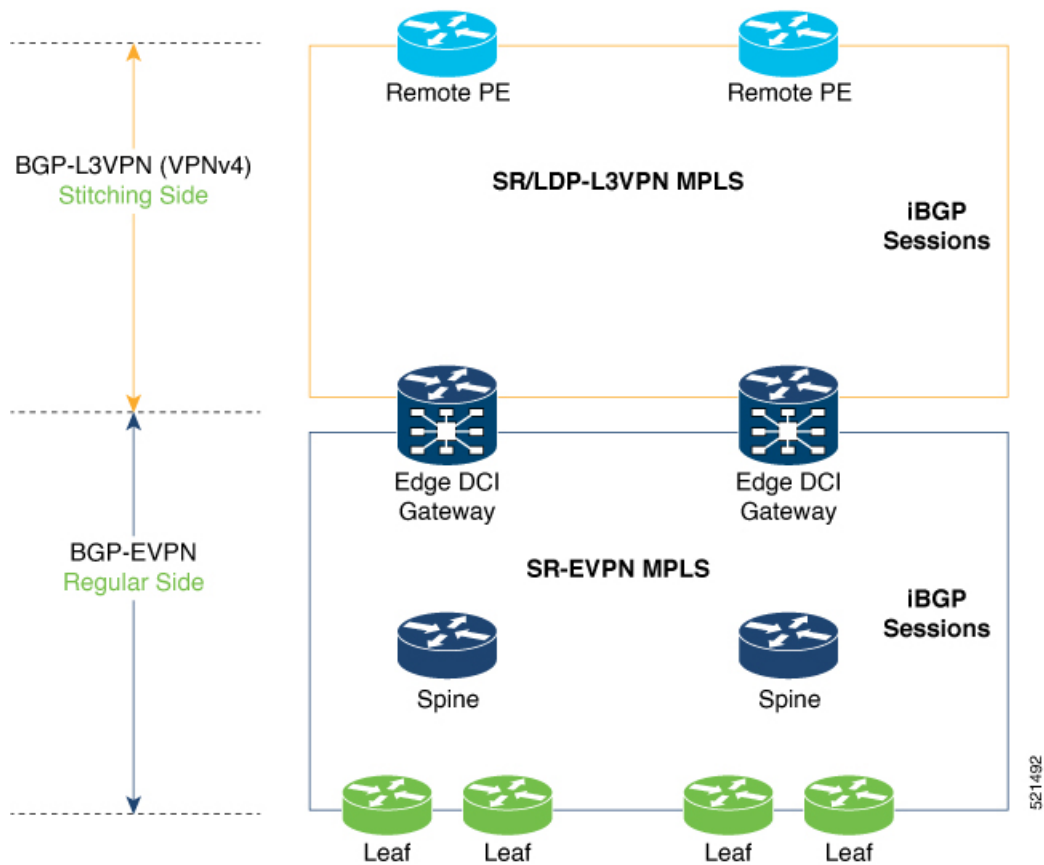 Remote PE
Remote PE
BGP-L3VPN (VPNv4)
Stitching Side
SR/LDP-L3VPN MPLS
iBGP
Sessions
Edge DCI
Gateway
Edge DCI
Gateway
BGP-EVPN
Regular Side
SR-EVPN MPLS
iBGP
Sessions
Spine
Spine
Leaf
Leaf
Leaf
Leaf
521492